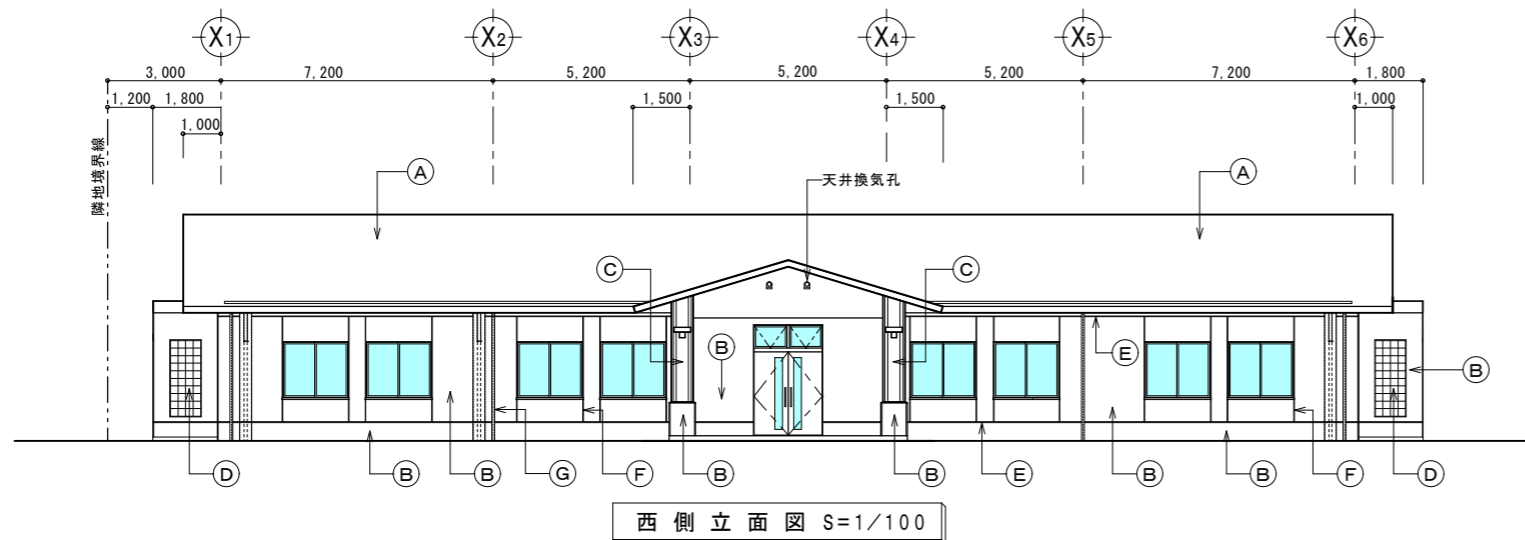 X1 X2 X3 X4 X5 X6
3,000 7,200 5,200 5,200 5,200 7,200 1,800
1,200 1,800 1,500 1,500 1,000
1,000
隣地境界線
A 天井換気孔 A
C C
B E B
D B B G F B B E B B F D
西側立面図 S=1/100